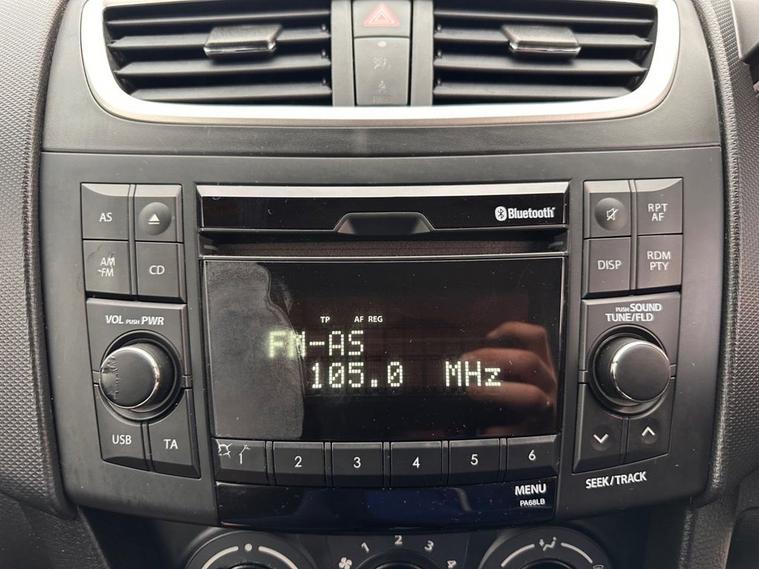 Bluetooth
AS
RPT
AF
AM
FM
CD
DISP
RDM
PTY
VOL PUSH PWR
TP AF REG
PUSH SOUND
TUNE/FLD
FM-AS
105.0 MHz
USB
TA
1
2
3
4
5
6
MENU
PA68LB
SEEK/TRACK
1 2 3